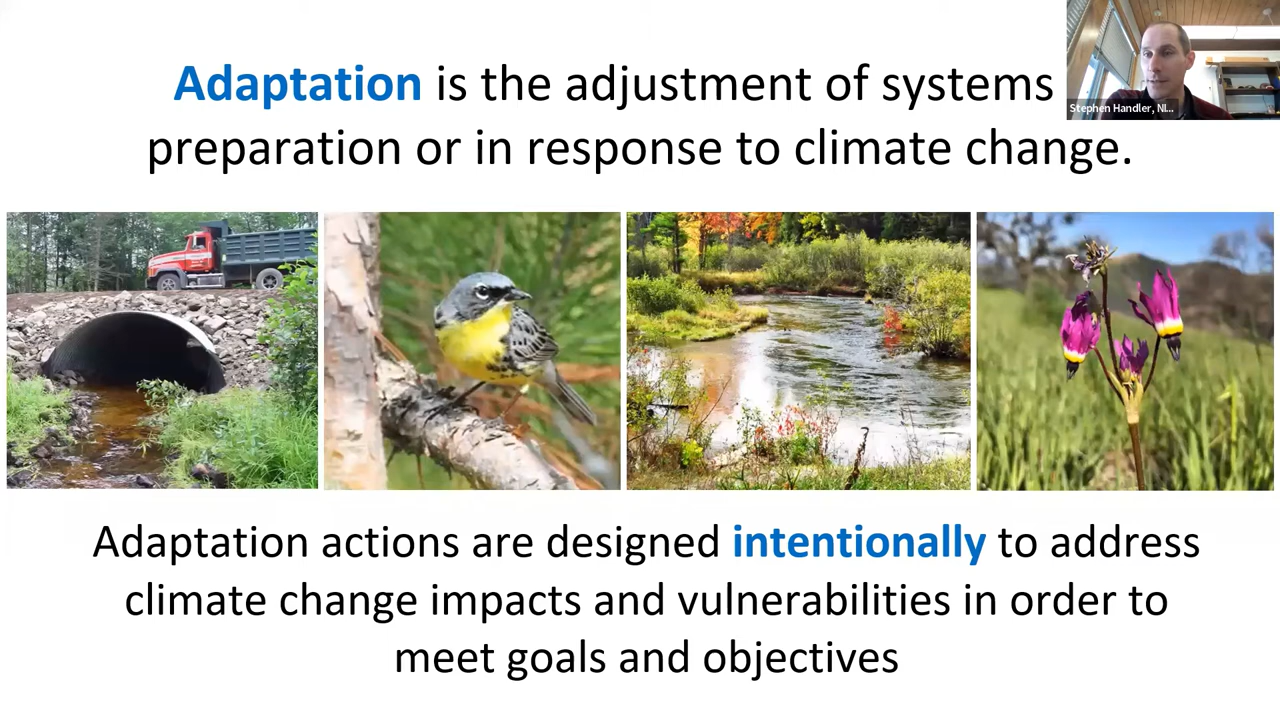 Adaptation is the adjustment of systems
Stephen Handler, NI...
preparation or in response to climate change.
Adaptation actions are designed intentionally to address
climate change impacts and vulnerabilities in order to
meet goals and objectives